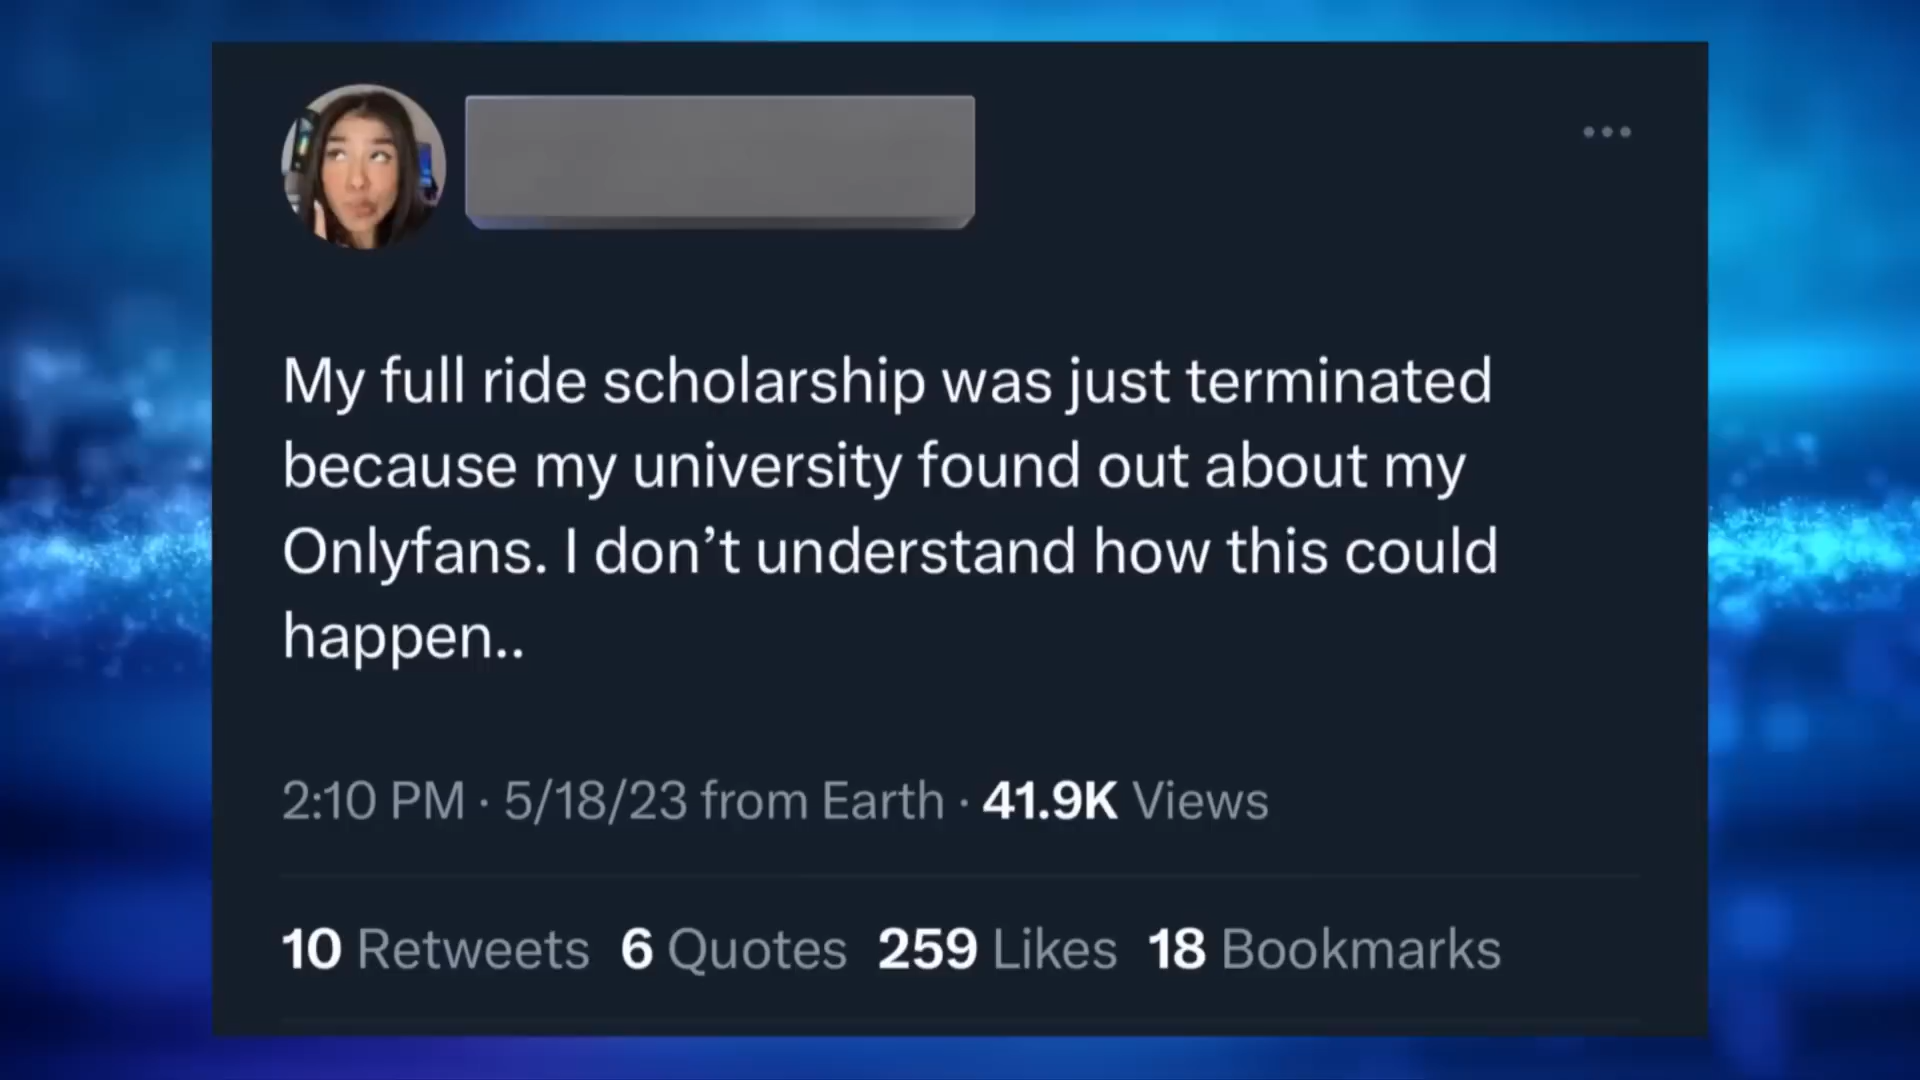 My full ride scholarship was just terminated
because my university found out about my
Onlyfans. I don’t understand how this could
happen..
2:10 PM · 5/18/23 from Earth · 41.9K Views
10 Retweets 6 Quotes 259 Likes 18 Bookmarks